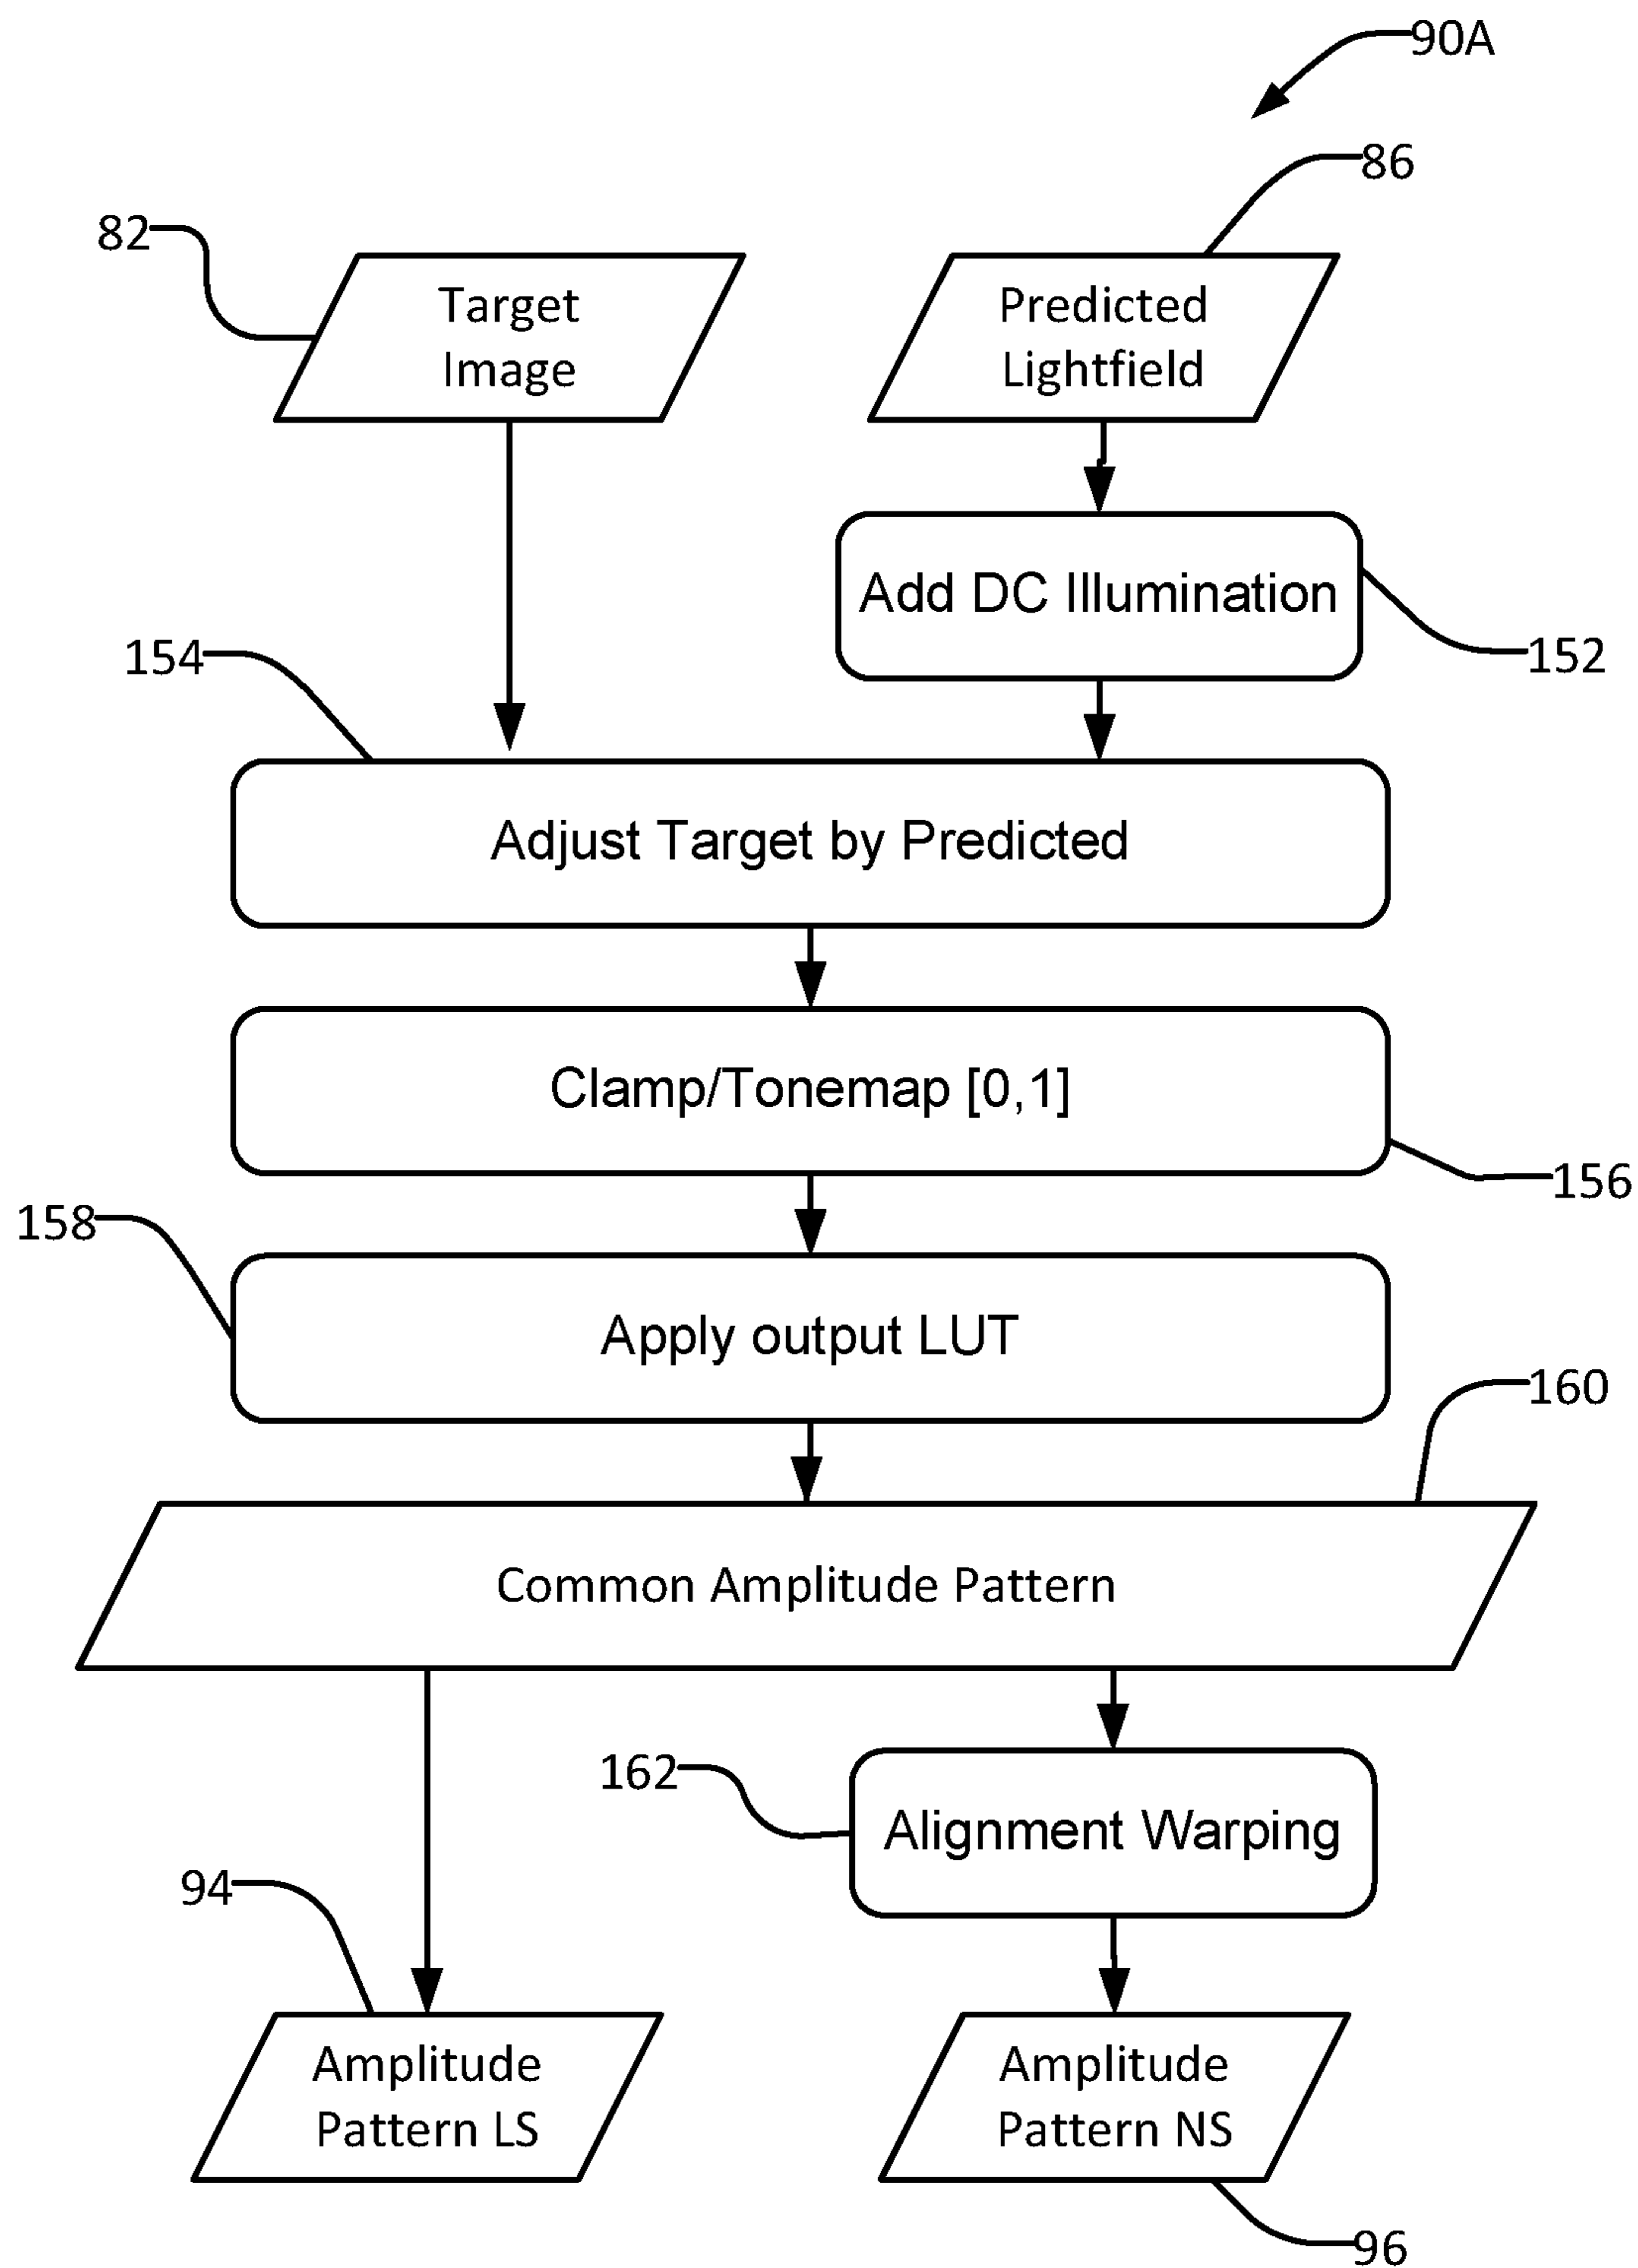 90A
86
82
Target
Image
Predicted
Lightfield
Add DC Illumination
152
154
Adjust Target by Predicted
Clamp/Tonemap [0,1]
156
158
Apply output LUT
160
Common Amplitude Pattern
162
Alignment Warping
94
Amplitude
Pattern LS
Amplitude
Pattern NS
96